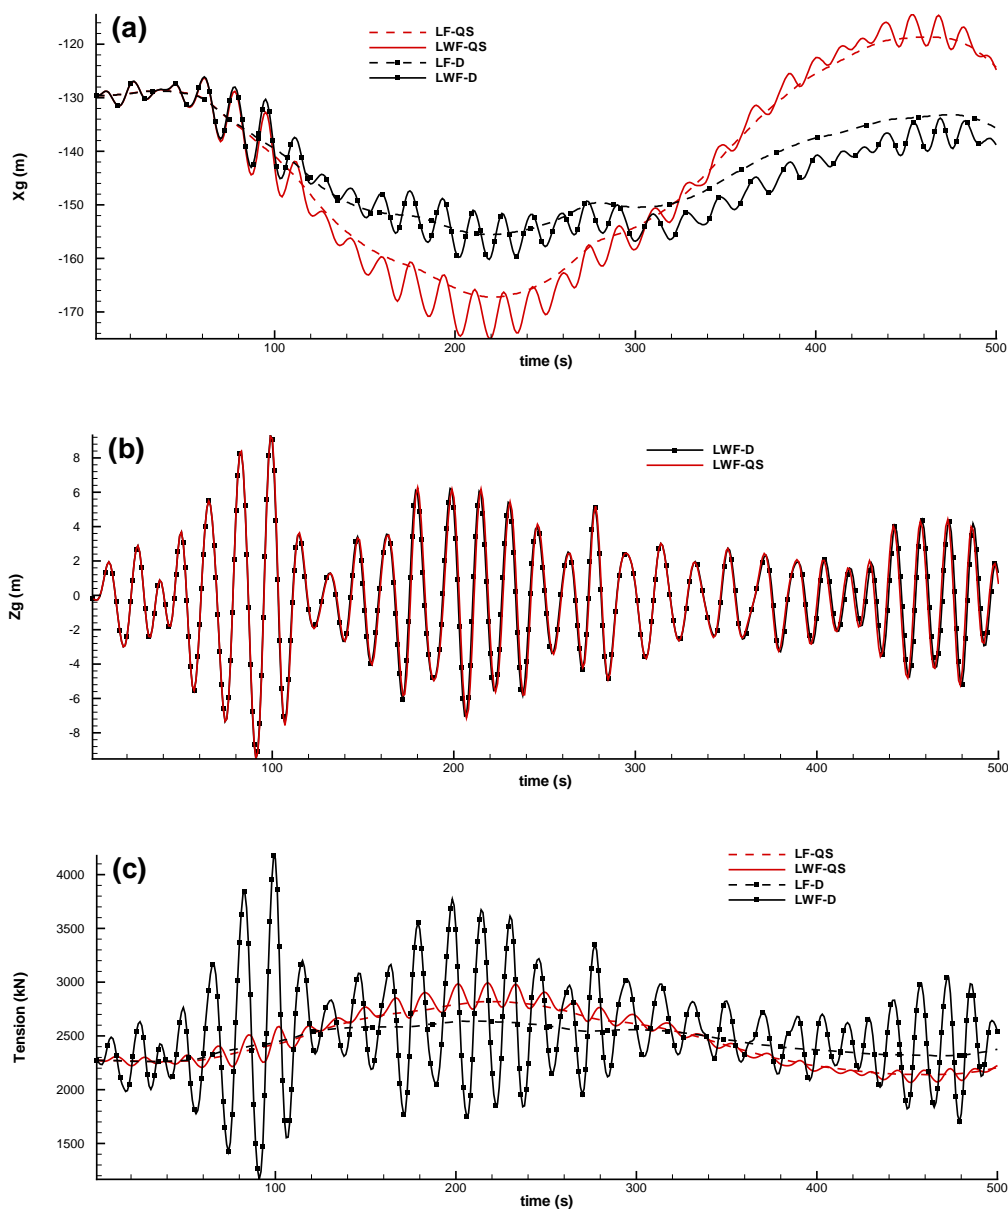 (a)
LF-QS
LWF-QS
LF-D
LWF-D
-120
-130
-140
-150
-160
-170
Xg (m)
100
200
300
400
500
time (s)
(b)
LWF-D
LWF-QS
8
6
4
2
0
-2
-4
-6
-8
Zg (m)
100
200
300
400
500
time (s)
(c)
LF-QS
LWF-QS
LF-D
LWF-D
4000
3500
3000
2500
2000
1500
Tension (kN)
100
200
300
400
500
time (s)